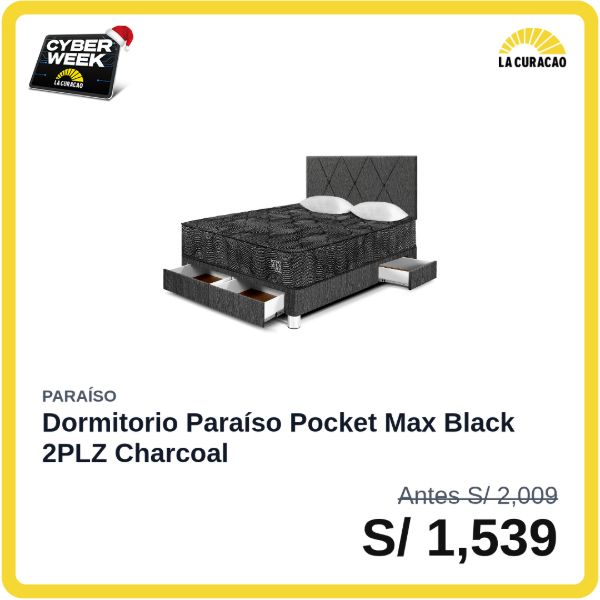 CYBER
WEEK
LA CURACAO
LA CURACAO
PARAÍSO
Dormitorio Paraíso Pocket Max Black
2PLZ Charcoal
Antes S/ 2,009
S/ 1,539